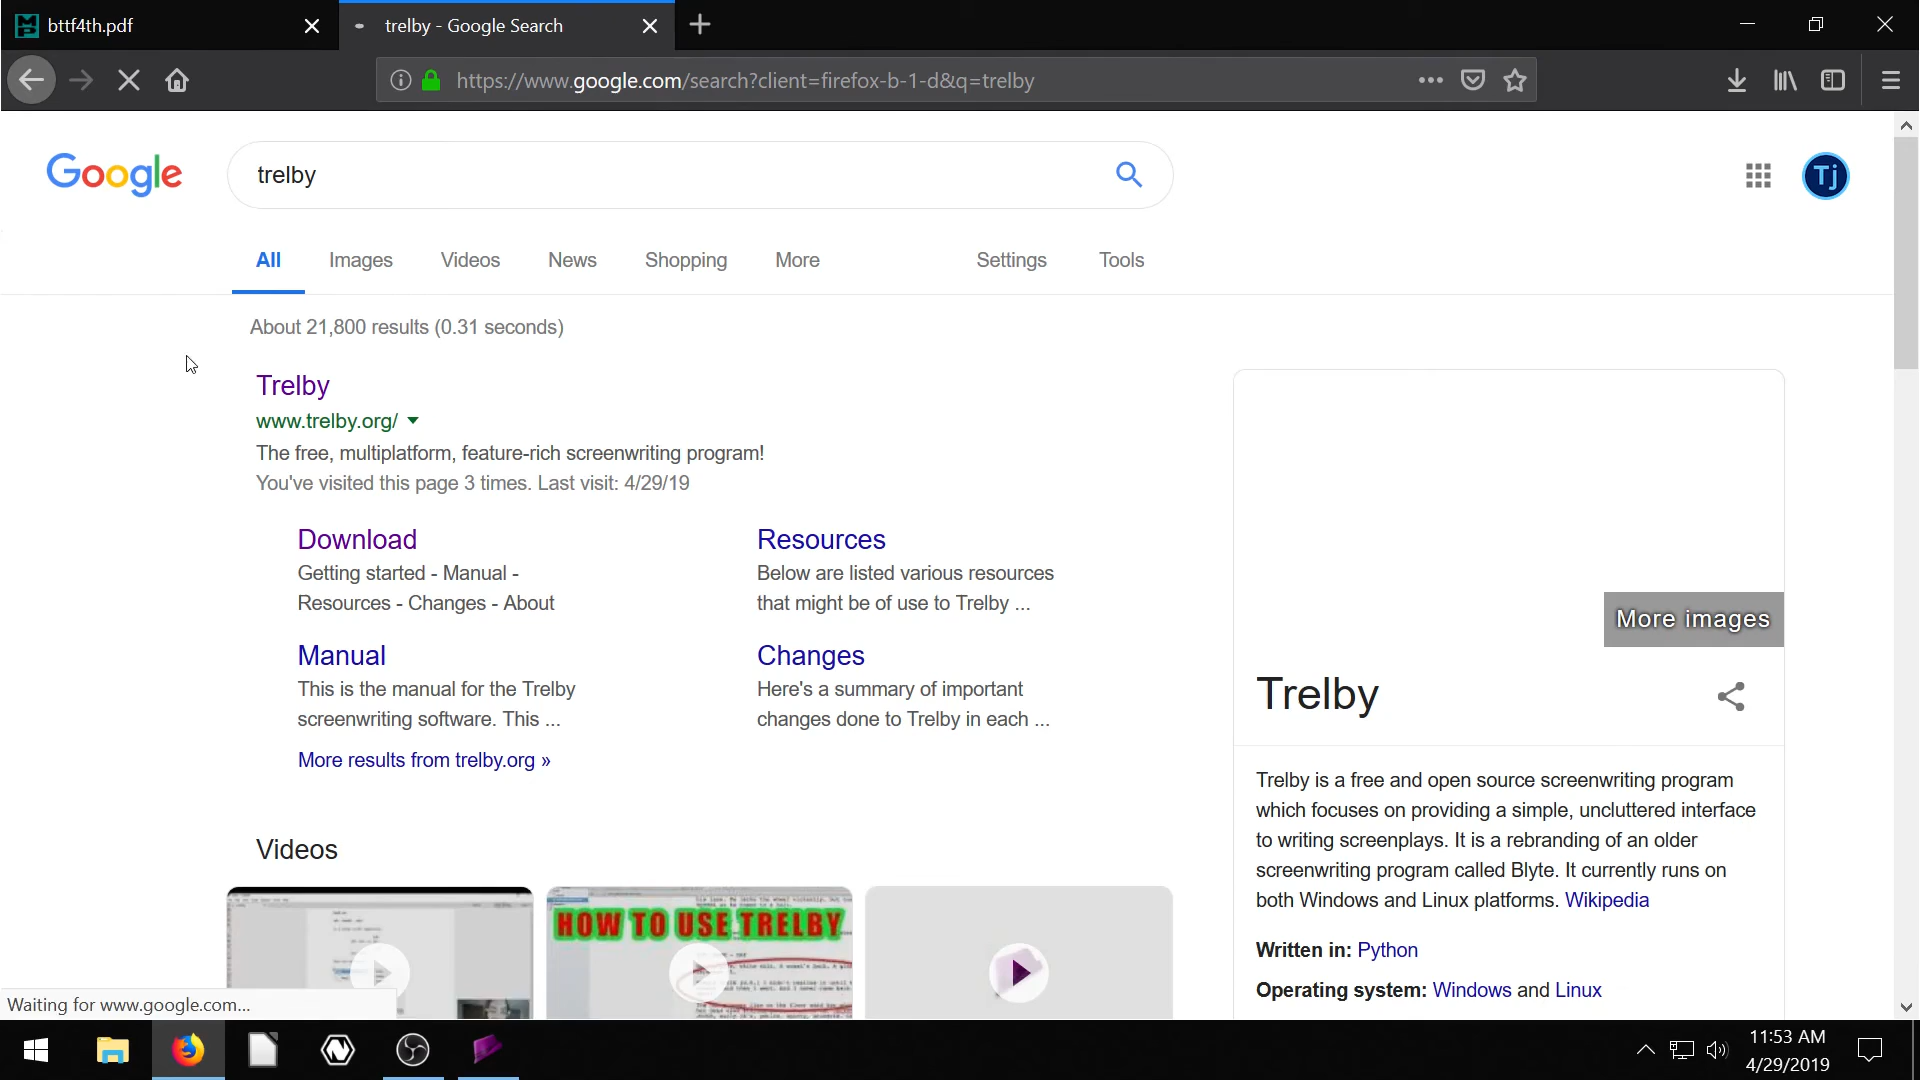 bttf4th.pdf
trelby - Google Search
https://www.google.com/search?client=firefox-b-1-d&q=trelby
Google
trelby
Tj
All
Images
Videos
News
Shopping
More
Settings
Tools
About 21,800 results (0.31 seconds)
Trelby
www.trelby.org/
The free, multiplatform, feature-rich screenwriting program!
You've visited this page 3 times. Last visit: 4/29/19
Download
Getting started - Manual -
Resources - Changes - About
Resources
Below are listed various resources
that might be of use to Trelby ...
Manual
This is the manual for the Trelby
screenwriting software. This ...
Changes
Here's a summary of important
changes done to Trelby in each ...
More results from trelby.org »
Videos
HOW TO USE TRELBY
More images
Trelby
Trelby is a free and open source screenwriting program
which focuses on providing a simple, uncluttered interface
to writing screenplays. It is a rebranding of an older
screenwriting program called Blyte. It currently runs on
both Windows and Linux platforms. Wikipedia
Written in: Python
Operating system: Windows and Linux
Waiting for www.google.com...
11:53 AM
4/29/2019